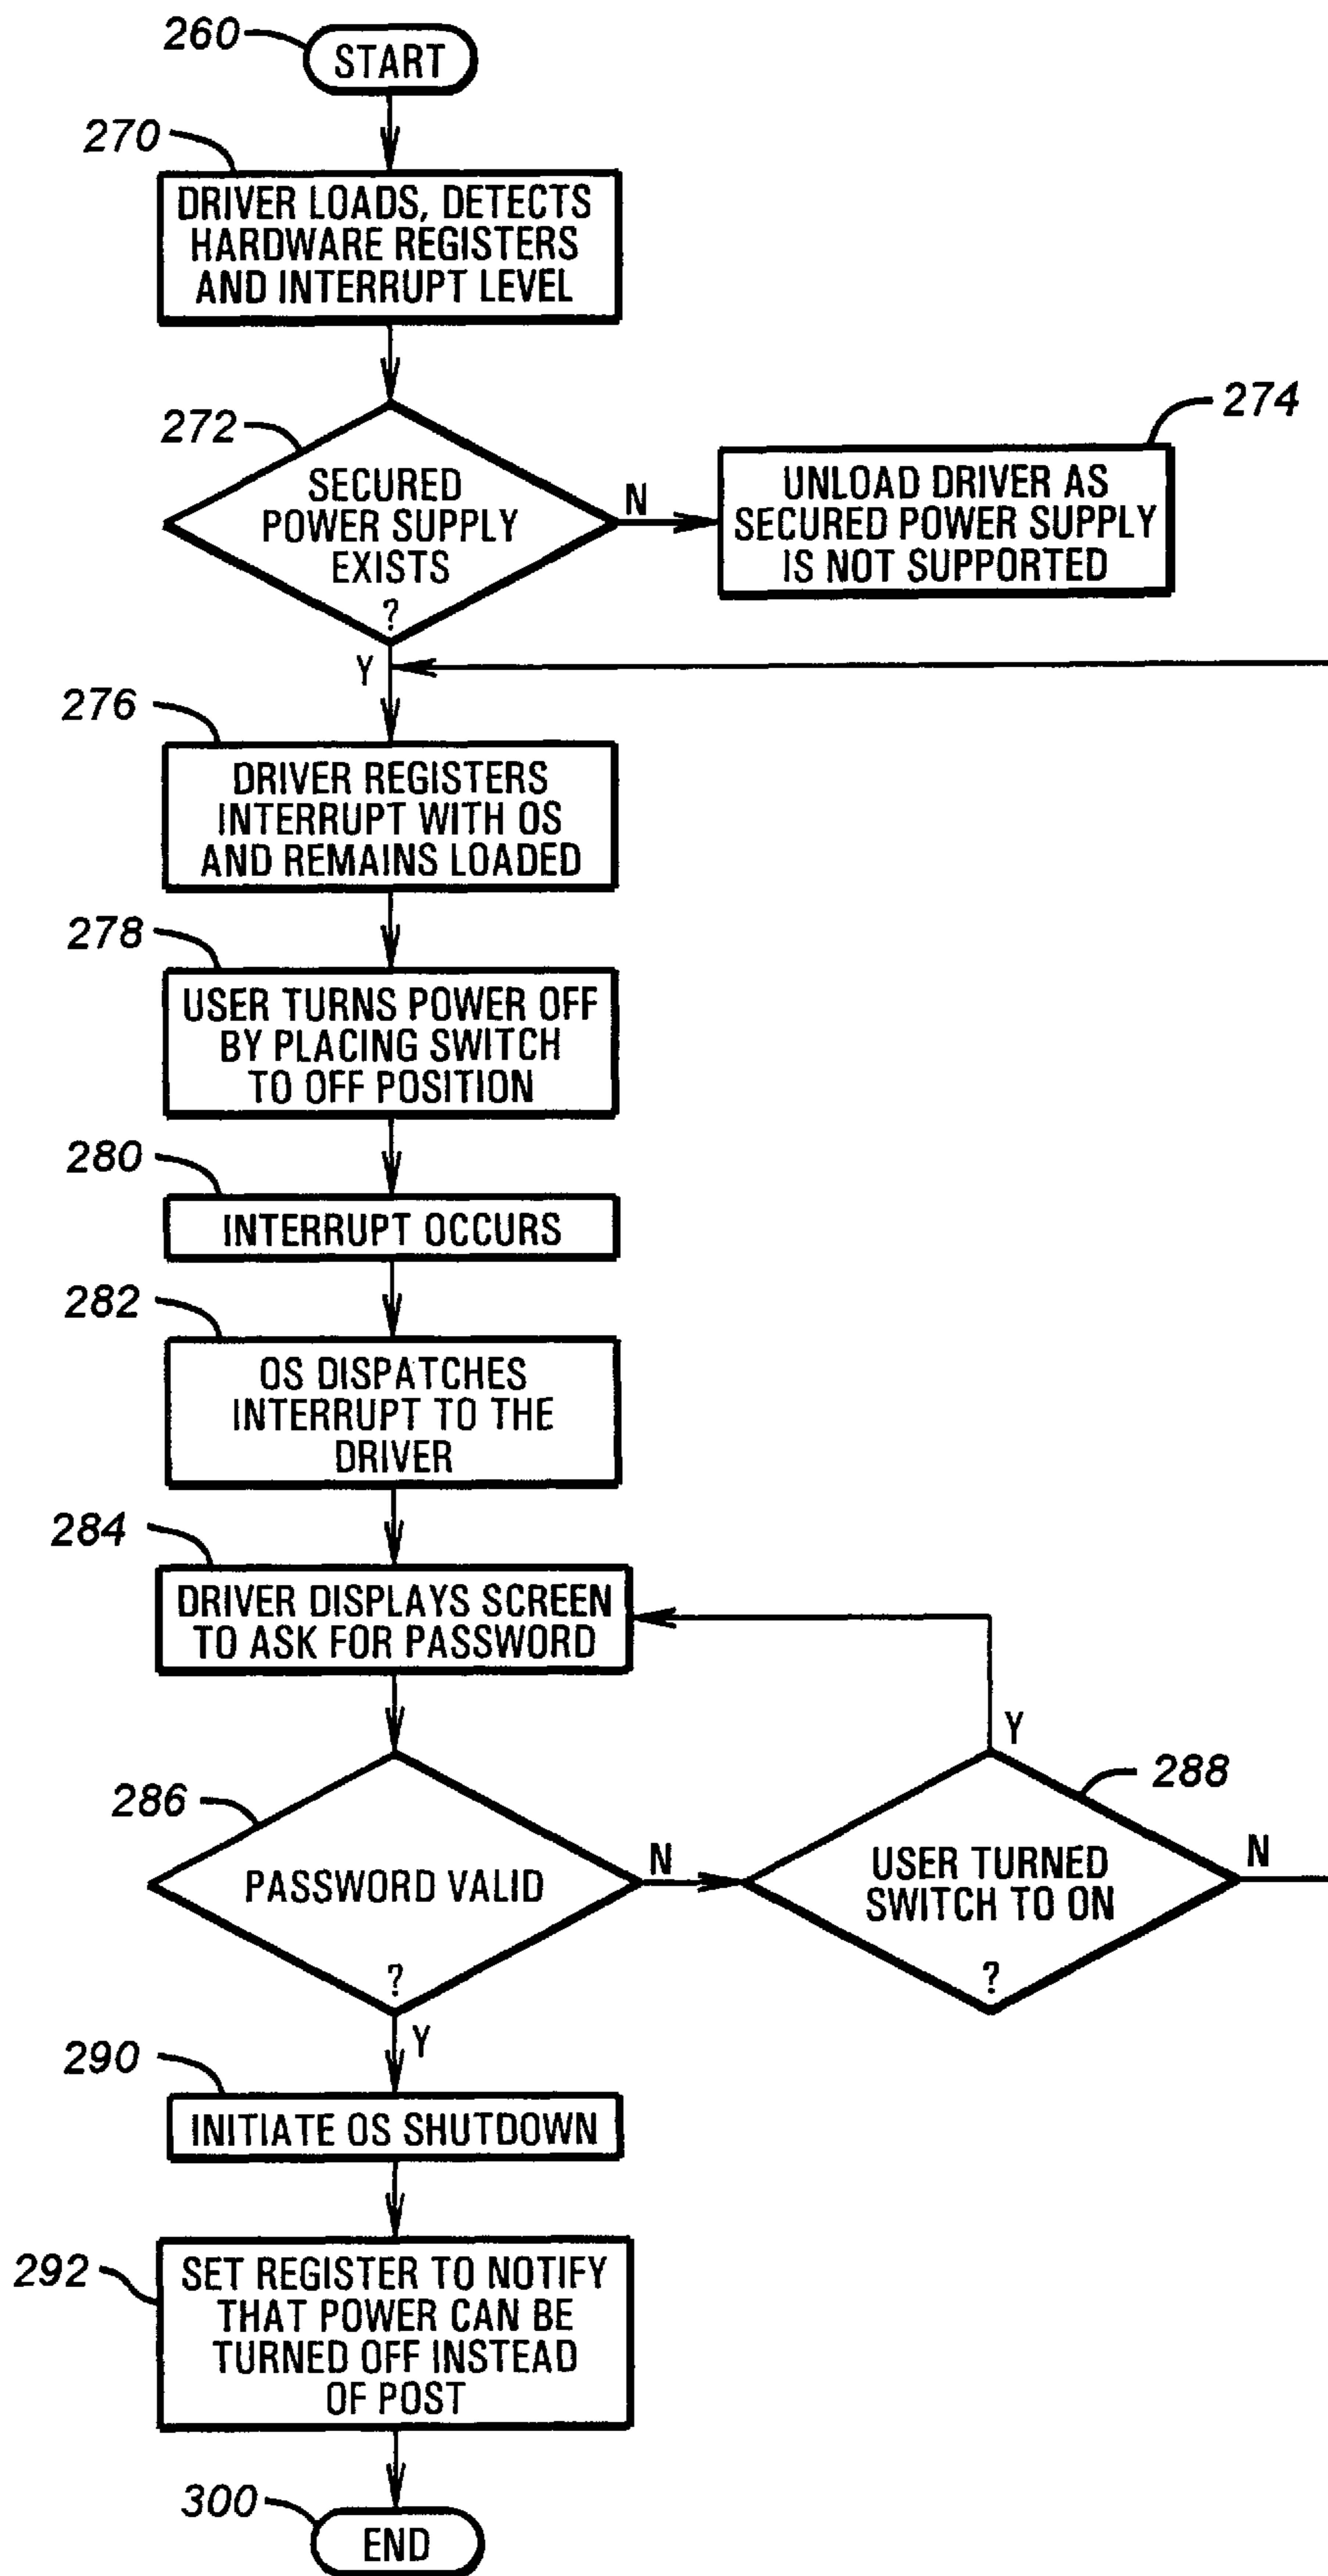 260
START
270
DRIVER LOADS, DETECTS
HARDWARE REGISTERS
AND INTERRUPT LEVEL
272
SECURED
POWER SUPPLY
EXISTS
?
N
274
UNLOAD DRIVER AS
SECURED POWER SUPPLY
IS NOT SUPPORTED
Y
276
DRIVER REGISTERS
INTERRUPT WITH OS
AND REMAINS LOADED
278
USER TURNS POWER OFF
BY PLACING SWITCH
TO OFF POSITION
280
INTERRUPT OCCURS
282
OS DISPATCHES
INTERRUPT TO THE
DRIVER
284
DRIVER DISPLAYS SCREEN
TO ASK FOR PASSWORD
286
PASSWORD VALID
?
N
Y
288
USER TURNED
SWITCH TO ON
?
N
Y
290
INITIATE OS SHUTDOWN
292
SET REGISTER TO NOTIFY
THAT POWER CAN BE
TURNED OFF INSTEAD
OF POST
300
END